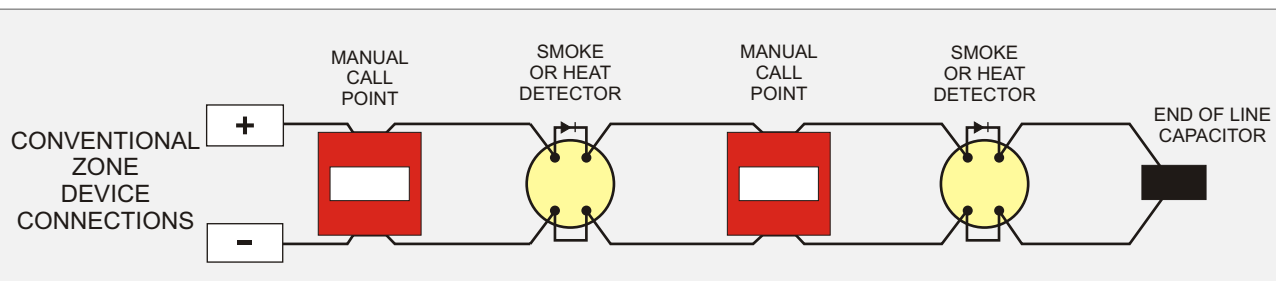 CONVENTIONAL
ZONE
DEVICE
CONNECTIONS
+
-
MANUAL
CALL
POINT
SMOKE
OR HEAT
DETECTOR
MANUAL
CALL
POINT
SMOKE
OR HEAT
DETECTOR
END OF LINE
CAPACITOR